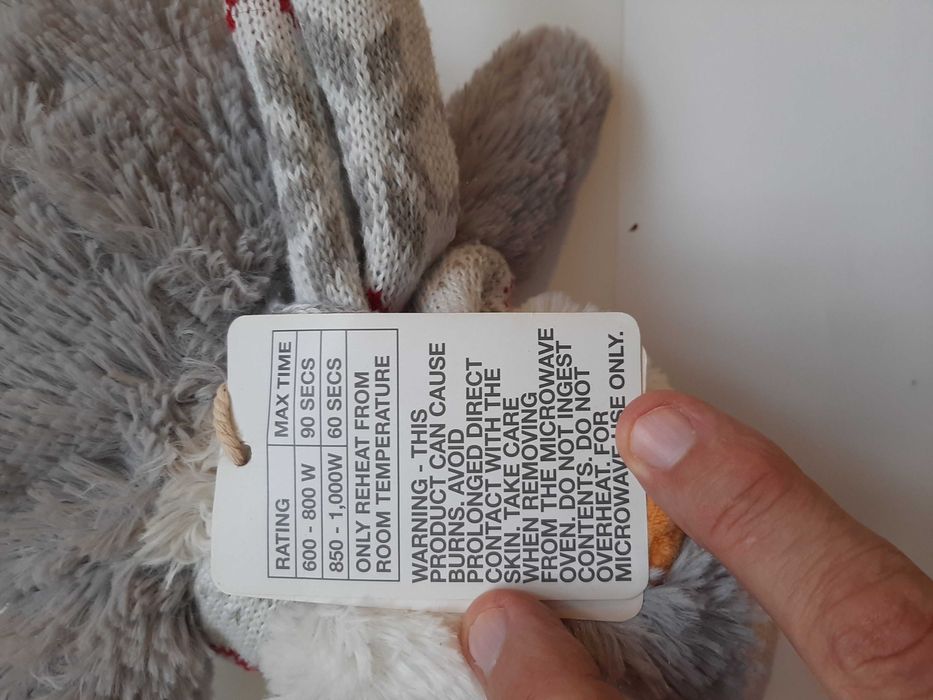 RATING MAX TIME
600 - 800 W 90 SECS
850 - 1,000W 60 SECS
ONLY REHEAT FROM
ROOM TEMPERATURE
WARNING - THIS
PRODUCT CAN CAUSE
BURNS. AVOID
PROLONGED DIRECT
CONTACT WITH THE
SKIN. TAKE CARE
WHEN REMOVING
FROM THE MICROWAVE
OVEN. DO NOT INGEST
CONTENTS. DO NOT
OVERHEAT. FOR
MICROWAVE USE ONLY.